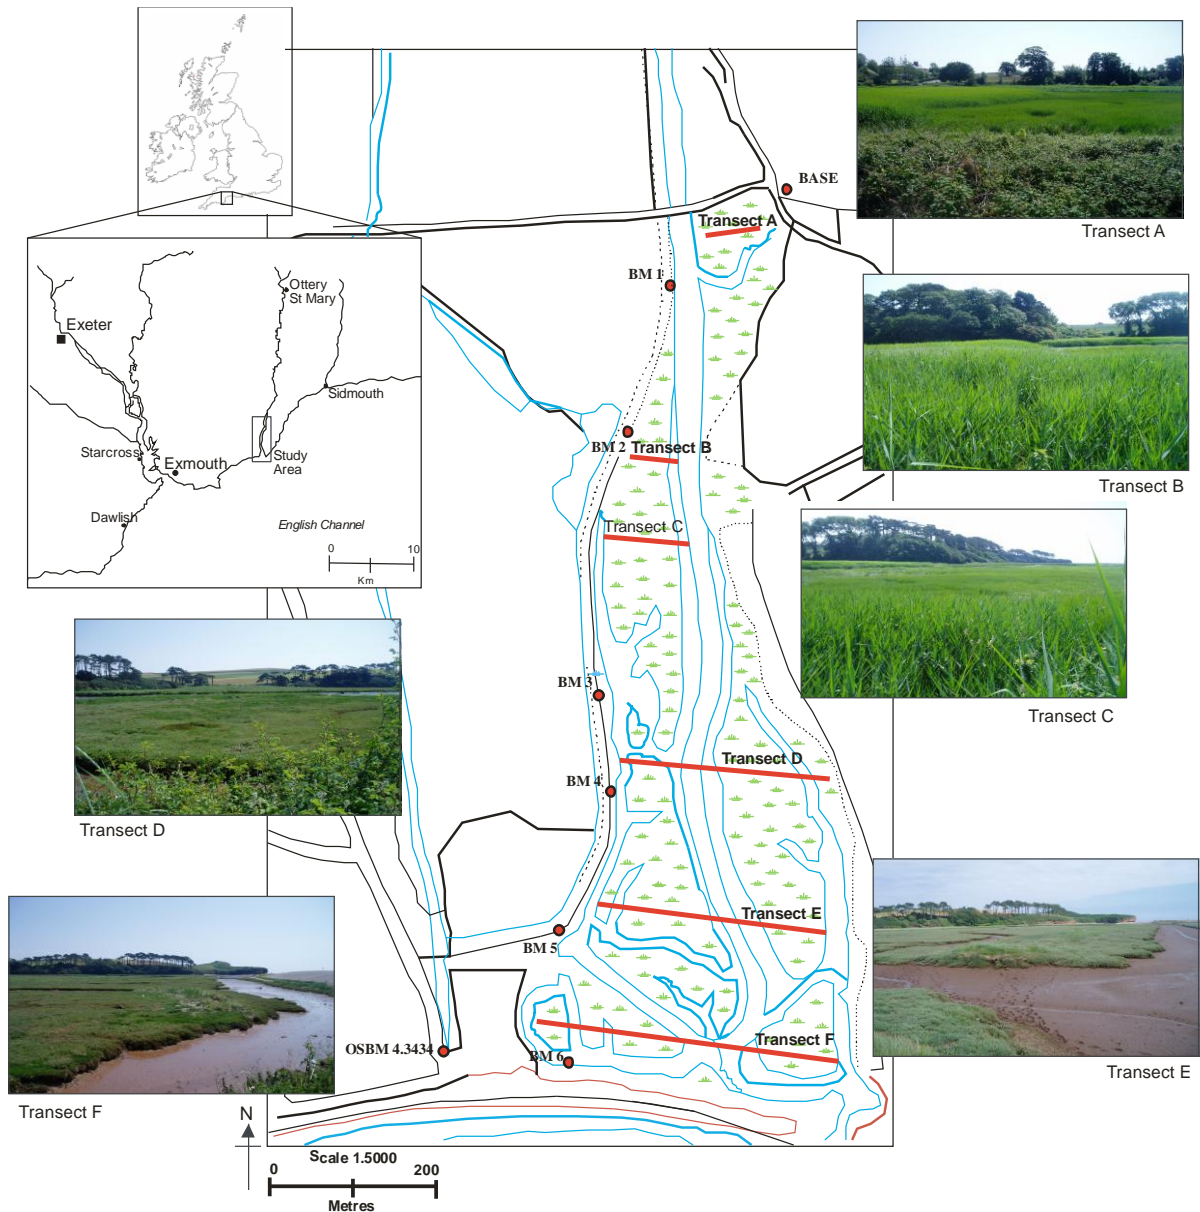 BASE
Transect A
Transect A
BM 1
Ottery
St Mary
Exeter
Sidmouth
Starcross
Exmouth
Study
Area
Dawlish
English Channel
0
10
Km
BM 2
Transect B
Transect B
Transect C
Transect C
BM 3
Transect D
BM 4
Transect D
Transect E
BM 5
Transect F
OSBM 4.3434
BM 6
Transect E
Transect F
N
Scale 1.5000
0
200
Metres